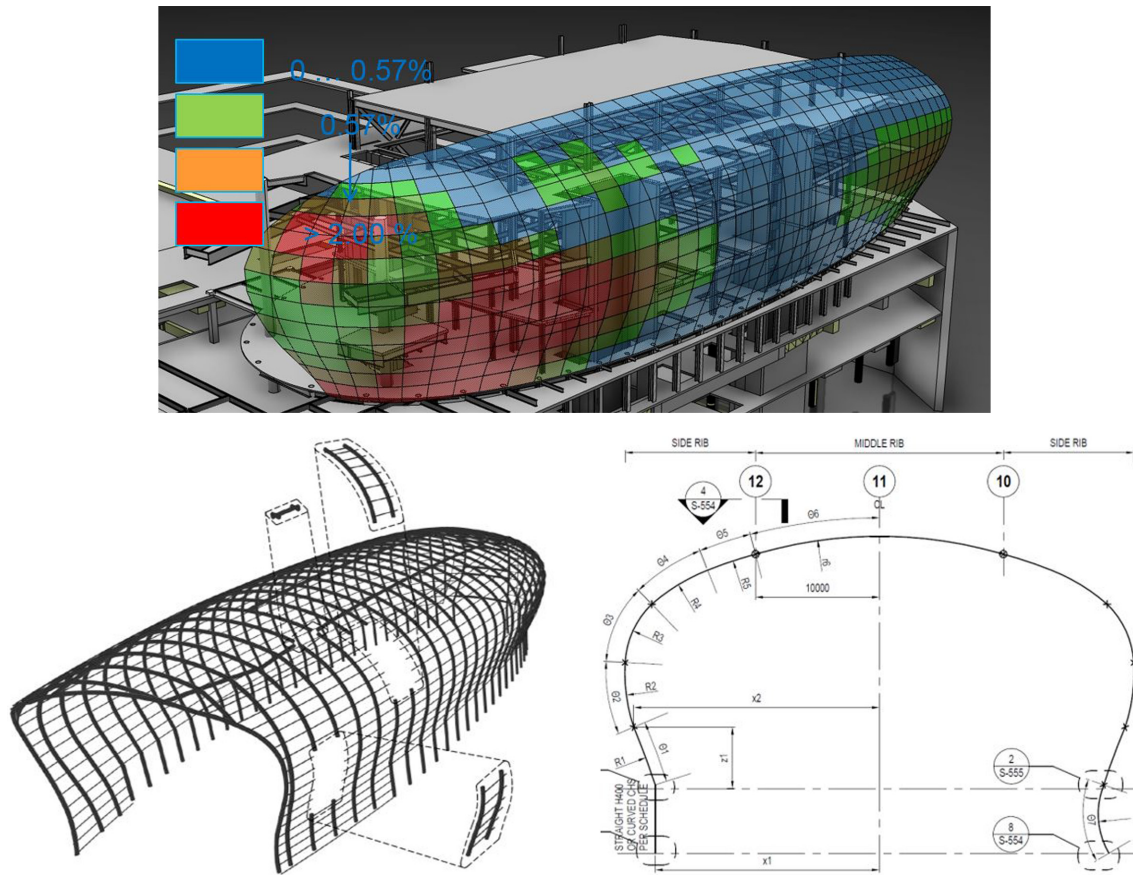 0 ... 0.57%
0.57%
> 2.00 %
SIDE RIB
MIDDLE RIB
SIDE RIB
4
S-554
12
11
10
CL
Θ6
Θ5
Θ4
R5
r6
10000
R4
Θ3
R3
Θ2
R2
x2
R1
Θ1
z1
2
S-555
STRAIGHT H400
OR CURVED CHS
PER SCHEDULE
Θ7
8
S-554
x1